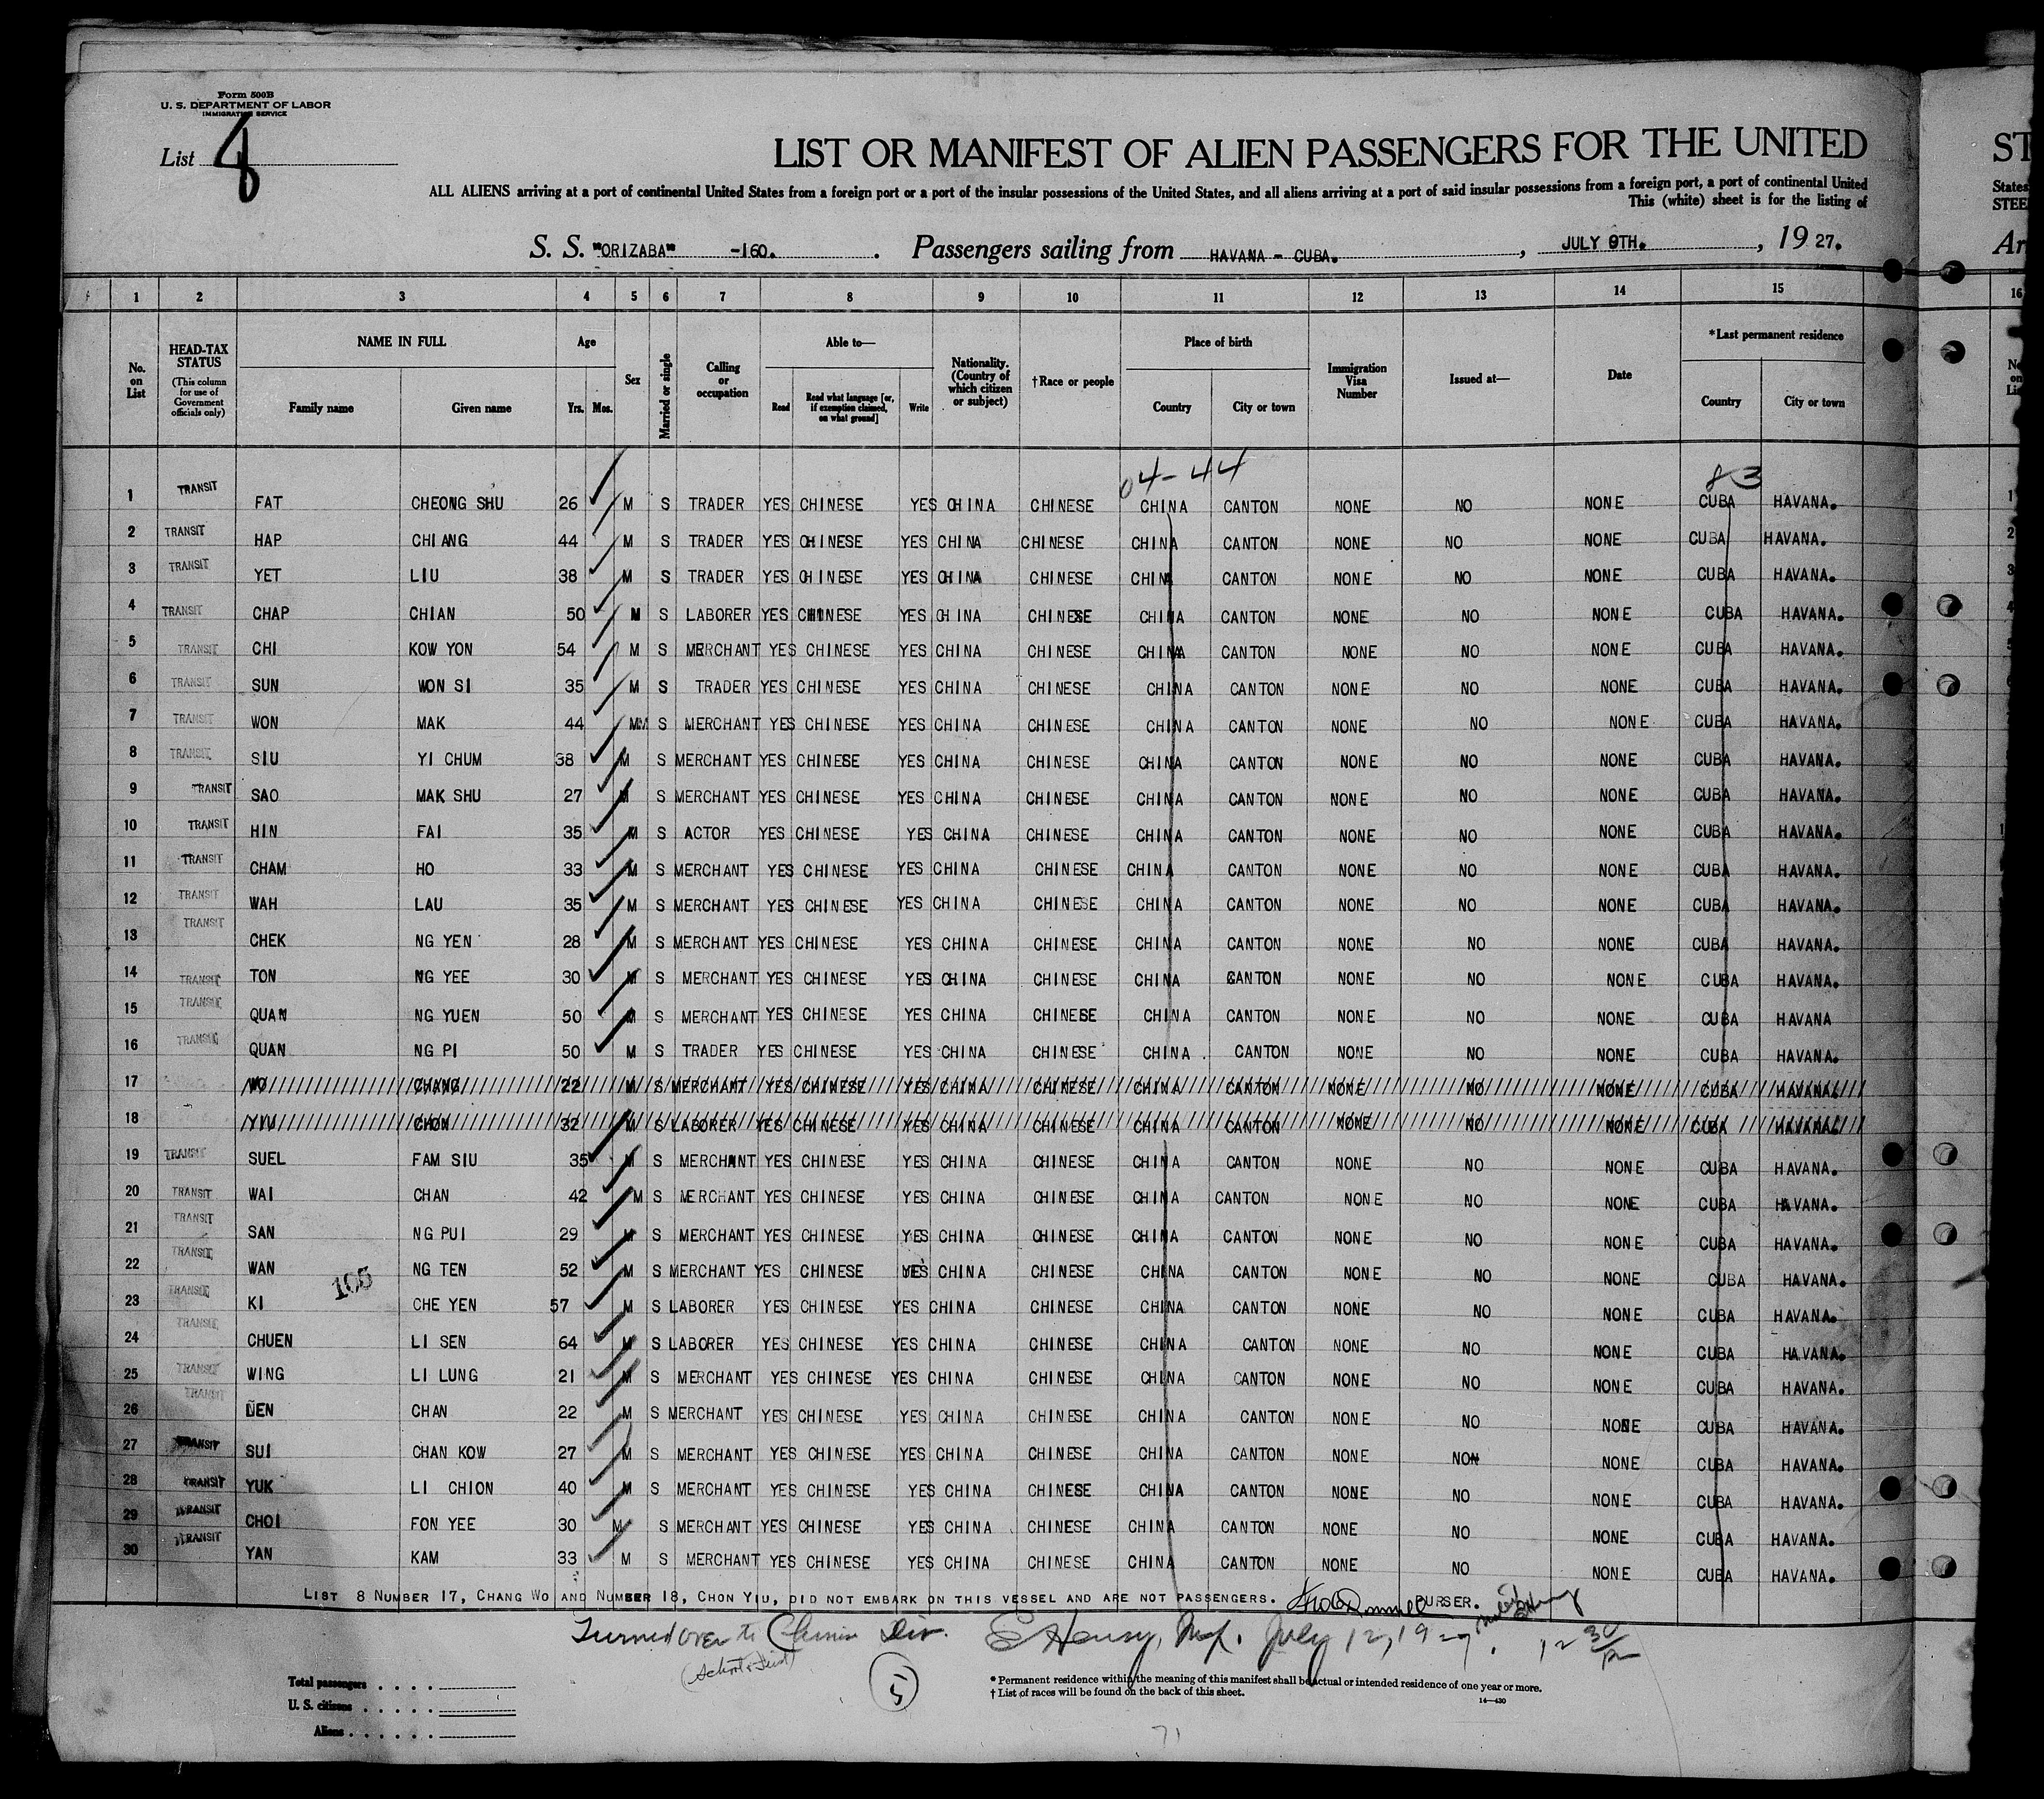 Form 500B
U. S. DEPARTMENT OF LABOR
IMMIGRATION SERVICE
List 8
LIST OR MANIFEST OF ALIEN PASSENGERS FOR THE UNITED
ST
ALL ALIENS arriving at a port of continental United States from a foreign port or a port of the insular possessions of the United States, and all aliens arriving at a port of said insular possessions from a foreign port, a port of continental United
States
This (white) sheet is for the listing of
S. S. "ORIZABA" -160. Passengers sailing from HAVANA - CUBA. , JULY 9TH. , 19 27.
Ar
1 2 3 4 5 6 7 8 9 10 11 12 13 14 15 16
No. on List HEAD-TAX STATUS (This column for use of Government officials only) NAME IN FULL Family name Given name Age Yrs. Mos. Sex Married or single Calling or occupation Able to— Read Read what language [or, if exemption claimed, on what ground] Write Nationality. (Country of which citizen or subject) †Race or people Place of birth Country City or town Immigration Visa Number Issued at— Date *Last permanent residence Country City or town
04-44 83
1 TRANSIT FAT CHEONG SHU 26 M S TRADER YES CHINESE YES CHINA CHINESE CHINA CANTON NONE NO NONE CUBA HAVANA.
2 TRANSIT HAP CHIANG 44 M S TRADER YES CHINESE YES CHINA CHINESE CHINA CANTON NONE NO NONE CUBA HAVANA.
3 TRANSIT YET LIU 38 M S TRADER YES CHINESE YES CHINA CHINESE CHINA CANTON NONE NO NONE CUBA HAVANA.
4 TRANSIT CHAP CHIAN 50 M S LABORER YES CHINESE YES CHINA CHINESE CHINA CANTON NONE NO NONE CUBA HAVANA.
5 TRANSIT CHI KOW YON 54 M S MERCHANT YES CHINESE YES CHINA CHINESE CHINA CANTON NONE NO NONE CUBA HAVANA.
6 TRANSIT SUN WON SI 35 M S TRADER YES CHINESE YES CHINA CHINESE CHINA CANTON NONE NO NONE CUBA HAVANA.
7 TRANSIT WON MAK 44 M S MERCHANT YES CHINESE YES CHINA CHINESE CHINA CANTON NONE NO NONE CUBA HAVANA.
8 TRANSIT SIU YI CHUM 38 M S MERCHANT YES CHINESE YES CHINA CHINESE CHINA CANTON NONE NO NONE CUBA HAVANA.
9 TRANSIT SAO MAK SHU 27 M S MERCHANT YES CHINESE YES CHINA CHINESE CHINA CANTON NONE NO NONE CUBA HAVANA.
10 TRANSIT HIN FAI 35 M S ACTOR YES CHINESE YES CHINA CHINESE CHINA CANTON NONE NO NONE CUBA HAVANA.
11 TRANSIT CHAM HO 33 M S MERCHANT YES CHINESE YES CHINA CHINESE CHINA CANTON NONE NO NONE CUBA HAVANA.
12 TRANSIT WAH LAU 35 M S MERCHANT YES CHINESE YES CHINA CHINESE CHINA CANTON NONE NO NONE CUBA HAVANA.
13 TRANSIT CHEK NG YEN 28 M S MERCHANT YES CHINESE YES CHINA CHINESE CHINA CANTON NONE NO NONE CUBA HAVANA.
14 TRANSIT TON NG YEE 30 M S MERCHANT YES CHINESE YES CHINA CHINESE CHINA CANTON NONE NO NONE CUBA HAVANA.
15 TRANSIT QUAN NG YUEN 50 M S MERCHANT YES CHINESE YES CHINA CHINESE CHINA CANTON NONE NO NONE CUBA HAVANA
16 TRANSIT QUAN NG PI 50 M S TRADER YES CHINESE YES CHINA CHINESE CHINA CANTON NONE NO NONE CUBA HAVANA.
17 WO CHANG 22 M S MERCHANT YES CHINESE YES CHINA CHINESE CHINA CANTON NONE NO NONE CUBA HAVANA.
18 YIU CHON 32 M S LABORER YES CHINESE YES CHINA CHINESE CHINA CANTON NONE NO NONE CUBA HAVANA.
19 TRANSIT SUEL FAM SIU 35 M S MERCHANT YES CHINESE YES CHINA CHINESE CHINA CANTON NONE NO NONE CUBA HAVANA.
20 TRANSIT WAI CHAN 42 M S MERCHANT YES CHINESE YES CHINA CHINESE CHINA CANTON NONE NO NONE CUBA HAVANA.
21 TRANSIT SAN NG PUI 29 M S MERCHANT YES CHINESE YES CHINA CHINESE CHINA CANTON NONE NO NONE CUBA HAVANA.
22 TRANSIT WAN NG TEN 52 M S MERCHANT YES CHINESE YES CHINA CHINESE CHINA CANTON NONE NO NONE CUBA HAVANA.
105
23 TRANSIT KI CHE YEN 57 M S LABORER YES CHINESE YES CHINA CHINESE CHINA CANTON NONE NO NONE CUBA HAVANA.
24 TRANSIT CHUEN LI SEN 64 M S LABORER YES CHINESE YES CHINA CHINESE CHINA CANTON NONE NO NONE CUBA HAVANA.
25 TRANSIT WING LI LUNG 21 M S MERCHANT YES CHINESE YES CHINA CHINESE CHINA CANTON NONE NO NONE CUBA HAVANA.
26 TRANSIT CHAN 22 M S MERCHANT YES CHINESE YES CHINA CHINESE CHINA CANTON NONE NO NONE CUBA HAVANA.
27 TRANSIT SUI CHAN KOW 27 M S MERCHANT YES CHINESE YES CHINA CHINESE CHINA CANTON NONE NO NONE CUBA HAVANA.
28 TRANSIT YUK LI CHION 40 M S MERCHANT YES CHINESE YES CHINA CHINESE CHINA CANTON NONE NO NONE CUBA HAVANA.
29 TRANSIT CHOI FON YEE 30 M S MERCHANT YES CHINESE YES CHINA CHINESE CHINA CANTON NONE NO NONE CUBA HAVANA.
30 TRANSIT YAN KAM 33 M S MERCHANT YES CHINESE YES CHINA CHINESE CHINA CANTON NONE NO NONE CUBA HAVANA.
LIST 8 NUMBER 17, CHANG WO AND NUMBER 18, CHON YIU, DID NOT EMBARK ON THIS VESSEL AND ARE NOT PASSENGERS. PURSER.
Turned over to Chinese Div. July 12, 1927. 12 30
5
* Permanent residence within the meaning of this manifest shall be actual or intended residence of one year or more.
† List of races will be found on the back of this sheet.
14—430
Total passengers
U. S. citizens
Aliens
71